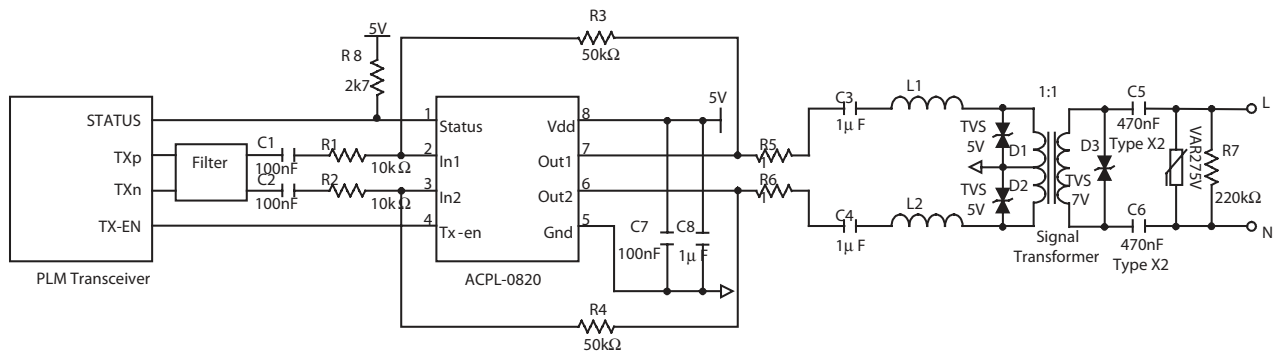 R3
50kΩ
5V
R 8
2k7
PLM Transceiver
STATUS
TXp
TXn
TX-EN
Filter
C1
100nF
C2
100nF
R1
10kΩ
R2
10kΩ
1
2
3
4
Status
In1
In2
Tx-en
Vdd
Out1
Out2
Gnd
8
7
6
5
ACPL-0820
C7
100nF
C8
1μ F
5V
R5
1
R6
1
R4
50kΩ
C3
1μ F
C4
1μ F
L1
L2
TVS
5V
D1
D2
TVS
5V
1:1
Signal
Transformer
D3
TVS
7V
C5
470nF
Type X2
C6
470nF
Type X2
VAR275V
R7
220kΩ
L
N